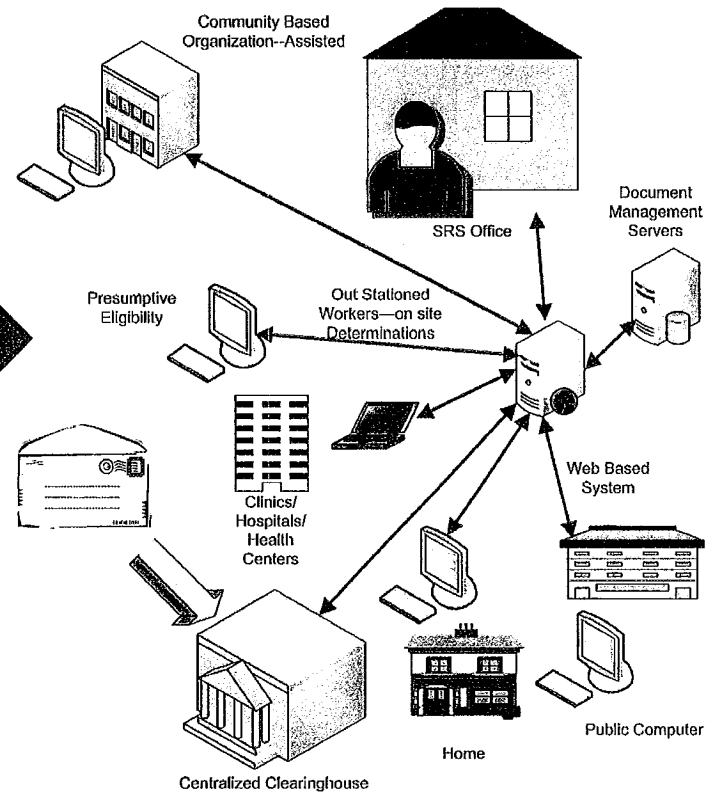 Community Based
Organization--Assisted
SRS Office
Document
Management
Servers
Presumptive
Eligibility
Out Stationed
Workers—on site
Determinations
Clinics/
Hospitals/
Health
Centers
Web Based
System
Public Computer
Home
Centralized Clearinghouse